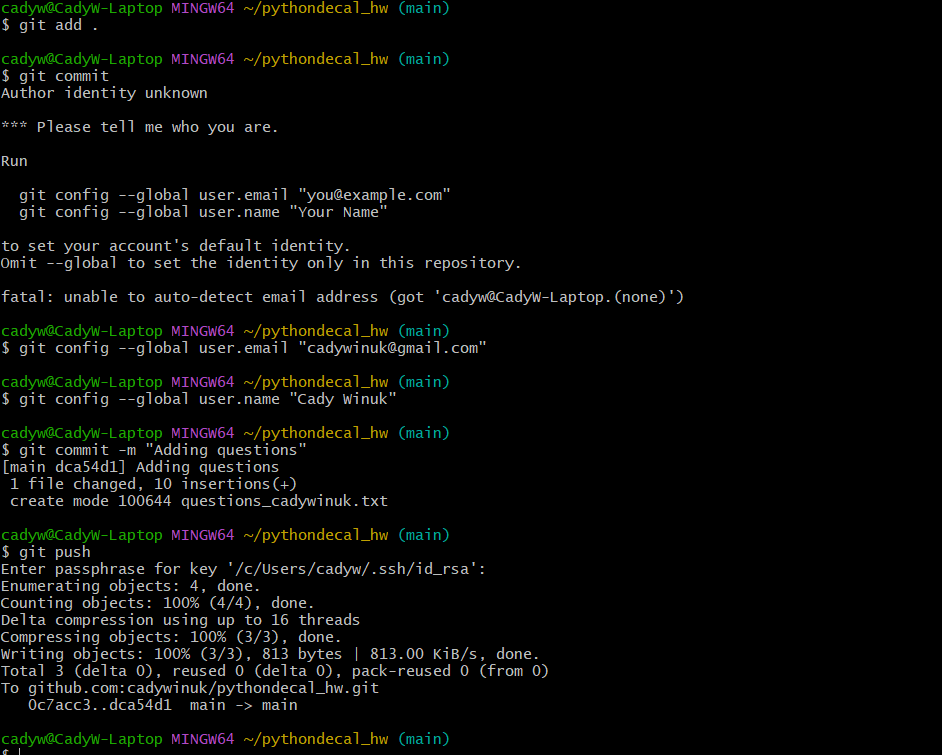 cadyw@CadyW-Laptop MINGW64 ~/pythondecal_hw (main)
$ git add .

cadyw@CadyW-Laptop MINGW64 ~/pythondecal_hw (main)
$ git commit
Author identity unknown

*** Please tell me who you are.

Run

  git config --global user.email "you@example.com"
  git config --global user.name "Your Name"

to set your account's default identity.
Omit --global to set the identity only in this repository.

fatal: unable to auto-detect email address (got 'cadyw@CadyW-Laptop.(none)')

cadyw@CadyW-Laptop MINGW64 ~/pythondecal_hw (main)
$ git config --global user.email "cadywinuk@gmail.com"

cadyw@CadyW-Laptop MINGW64 ~/pythondecal_hw (main)
$ git config --global user.name "Cady Winuk"

cadyw@CadyW-Laptop MINGW64 ~/pythondecal_hw (main)
$ git commit -m "Adding questions"
[main dca54d1] Adding questions
 1 file changed, 10 insertions(+)
 create mode 100644 questions_cadywinuk.txt

cadyw@CadyW-Laptop MINGW64 ~/pythondecal_hw (main)
$ git push
Enter passphrase for key '/c/Users/cadyw/.ssh/id_rsa':
Enumerating objects: 4, done.
Counting objects: 100% (4/4), done.
Delta compression using up to 16 threads
Compressing objects: 100% (3/3), done.
Writing objects: 100% (3/3), 813 bytes | 813.00 KiB/s, done.
Total 3 (delta 0), reused 0 (delta 0), pack-reused 0 (from 0)
To github.com:cadywinuk/pythondecal_hw.git
   0c7acc3..dca54d1  main -> main

cadyw@CadyW-Laptop MINGW64 ~/pythondecal_hw (main)
$